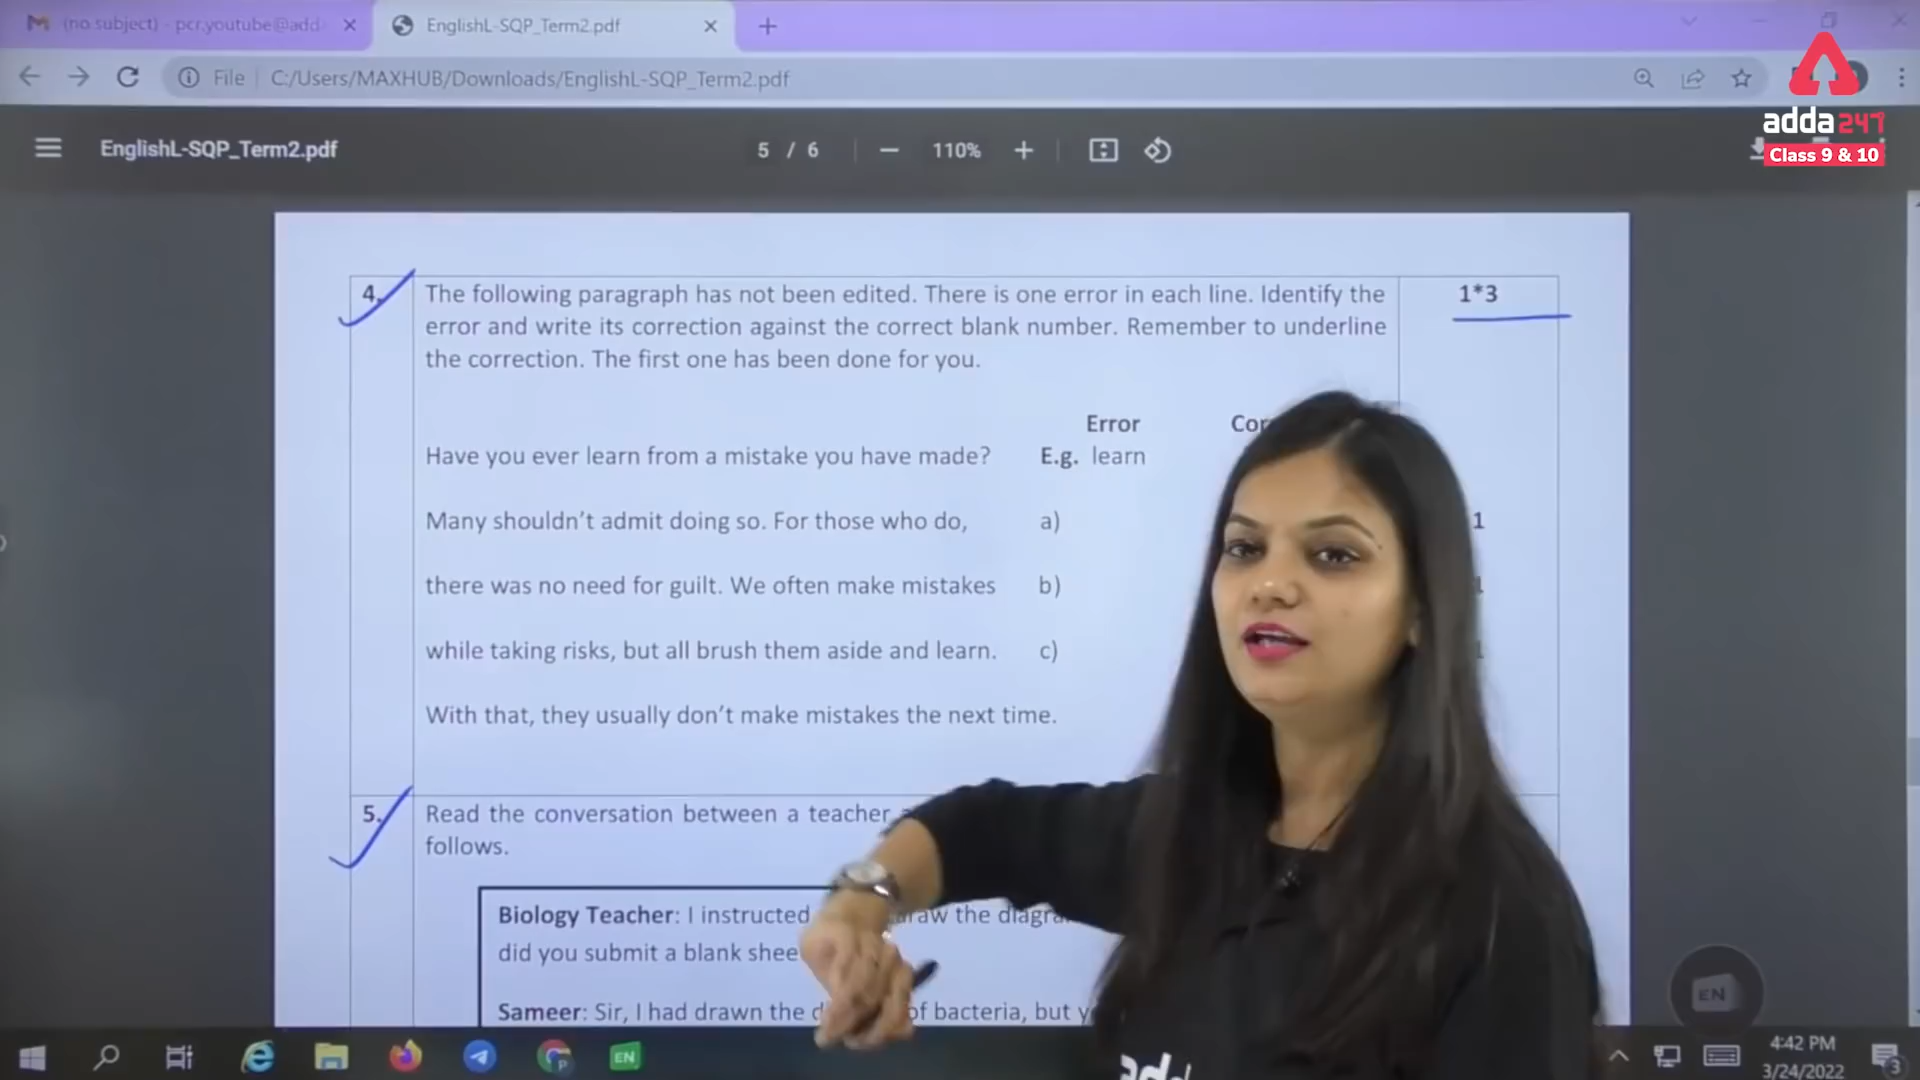 (no subject) - pcr.youtube@add
EnglishL-SQP_Term2.pdf
File
C:/Users/MAXHUB/Downloads/EnglishL-SQP_Term2.pdf
adda247
Class 9 & 10
EnglishL-SQP_Term2.pdf
5 / 6
110%
4. The following paragraph has not been edited. There is one error in each line. Identify the 1*3
error and write its correction against the correct blank number. Remember to underline
the correction. The first one has been done for you.
Error
Have you ever learn from a mistake you have made? E.g. learn
Many shouldn't admit doing so. For those who do, a) 1
there was no need for guilt. We often make mistakes b) 1
while taking risks, but all brush them aside and learn. c) 1
With that, they usually don't make mistakes the next time.
5. Read the conversation between a teacher
follows.
Biology Teacher: I instructed draw the
did you submit a blank
Sameer: Sir, I had drawn the of bacteria, but
EN
EN
4:42 PM
3/24/2022
3